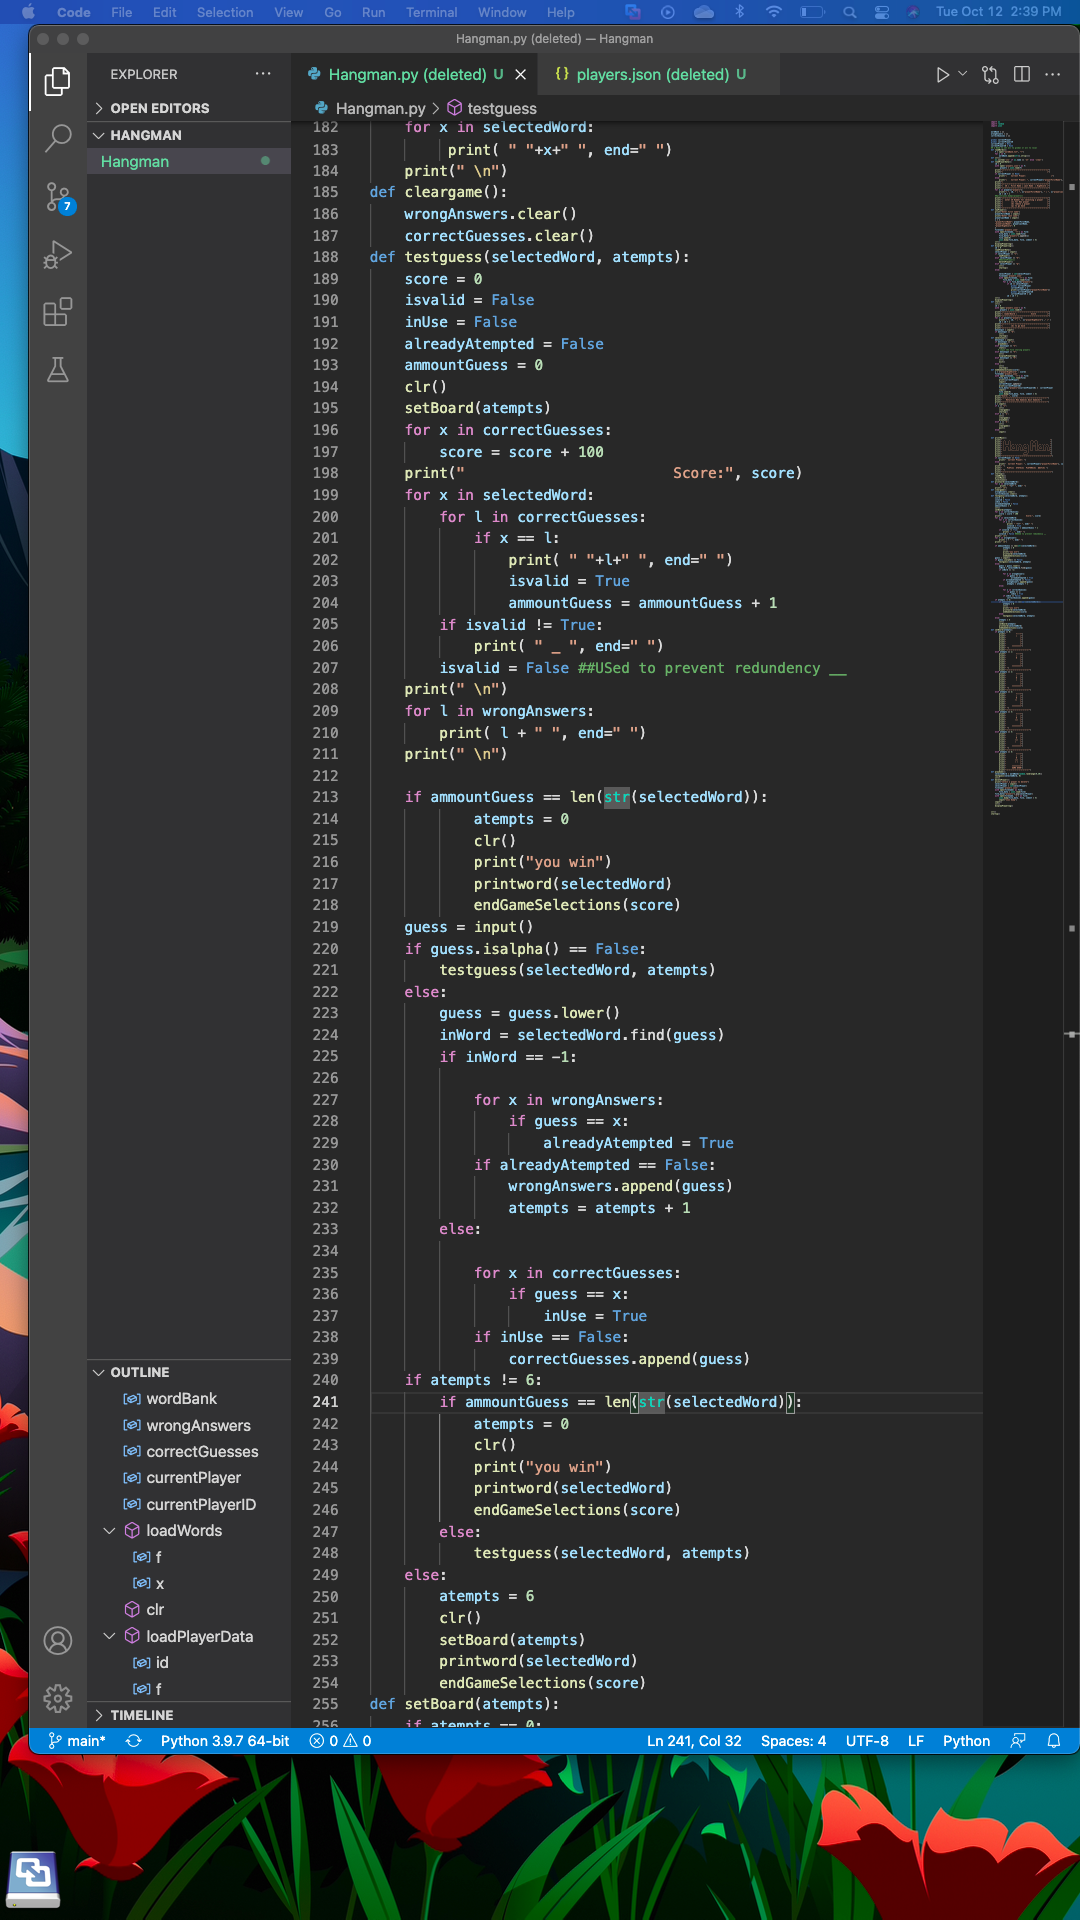 Code File Edit Selection View Go Run Terminal Window Help Tue Oct 12 2:39 PM
Hangman.py (deleted) — Hangman
EXPLORER
OPEN EDITORS
HANGMAN
Hangman
7
Hangman.py (deleted) U
{} players.json (deleted) U
Hangman.py > testguess
182 for x in selectedWord:
183 print( " "+x+" ", end=" ")
184 print(" \n")
185 def cleargame():
186 wrongAnswers.clear()
187 correctGuesses.clear()
188 def testguess(selectedWord, atempts):
189 score = 0
190 isvalid = False
191 inUse = False
192 alreadyAtempted = False
193 ammountGuess = 0
194 clr()
195 setBoard(atempts)
196 for x in correctGuesses:
197 score = score + 100
198 print(" Score:", score)
199 for x in selectedWord:
200 for l in correctGuesses:
201 if x == l:
202 print( " "+l+" ", end=" ")
203 isvalid = True
204 ammountGuess = ammountGuess + 1
205 if isvalid != True:
206 print( " _ ", end=" ")
207 isvalid = False ##USed to prevent redundency __
208 print(" \n")
209 for l in wrongAnswers:
210 print( l + " ", end=" ")
211 print(" \n")
212
213 if ammountGuess == len(str(selectedWord)):
214 atempts = 0
215 clr()
216 print("you win")
217 printword(selectedWord)
218 endGameSelections(score)
219 guess = input()
220 if guess.isalpha() == False:
221 testguess(selectedWord, atempts)
222 else:
223 guess = guess.lower()
224 inWord = selectedWord.find(guess)
225 if inWord == -1:
226
227 for x in wrongAnswers:
228 if guess == x:
229 alreadyAtempted = True
230 if alreadyAtempted == False:
231 wrongAnswers.append(guess)
232 atempts = atempts + 1
233 else:
234
235 for x in correctGuesses:
236 if guess == x:
237 inUse = True
238 if inUse == False:
239 correctGuesses.append(guess)
240 if atempts != 6:
241 if ammountGuess == len(str(selectedWord)):
242 atempts = 0
243 clr()
244 print("you win")
245 printword(selectedWord)
246 endGameSelections(score)
247 else:
248 testguess(selectedWord, atempts)
249 else:
250 atempts = 6
251 clr()
252 setBoard(atempts)
253 printword(selectedWord)
254 endGameSelections(score)
255 def setBoard(atempts):
256 if atempts == 0:
OUTLINE
wordBank
wrongAnswers
correctGuesses
currentPlayer
currentPlayerID
loadWords
f
x
clr
loadPlayerData
id
f
TIMELINE
main* Python 3.9.7 64-bit 0 0 Ln 241, Col 32 Spaces: 4 UTF-8 LF Python